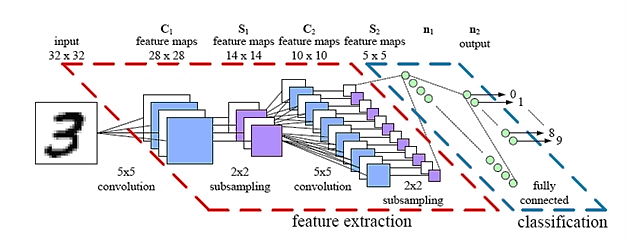 input
32 x 32
C1
feature maps
28 x 28
S1
feature maps
14 x 14
C2
feature maps
10 x 10
S2
feature maps
5 x 5
n1
n2
output
3
0
1
8
9
5x5
convolution
2x2
subsampling
5x5
convolution
2x2
subsampling
fully
connected
feature extraction
classification